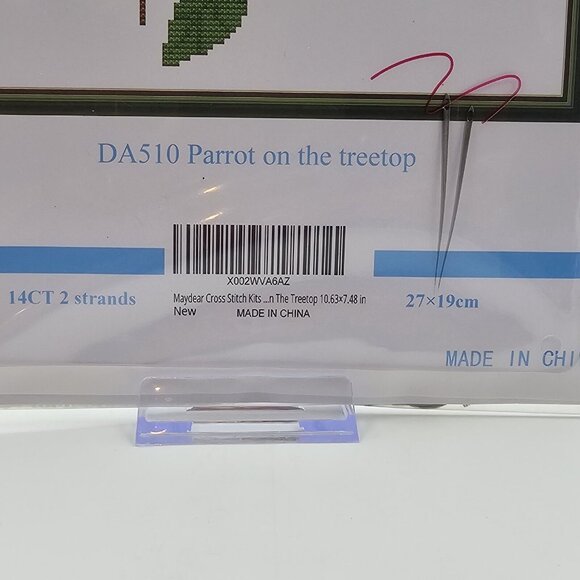 DA510 Parrot on the treetop
X002WVA6AZ
14CT 2 strands
Maydear Cross Stitch Kits ...n The Treetop 10.63×7.48 in
New MADE IN CHINA
27×19cm
MADE IN CHI